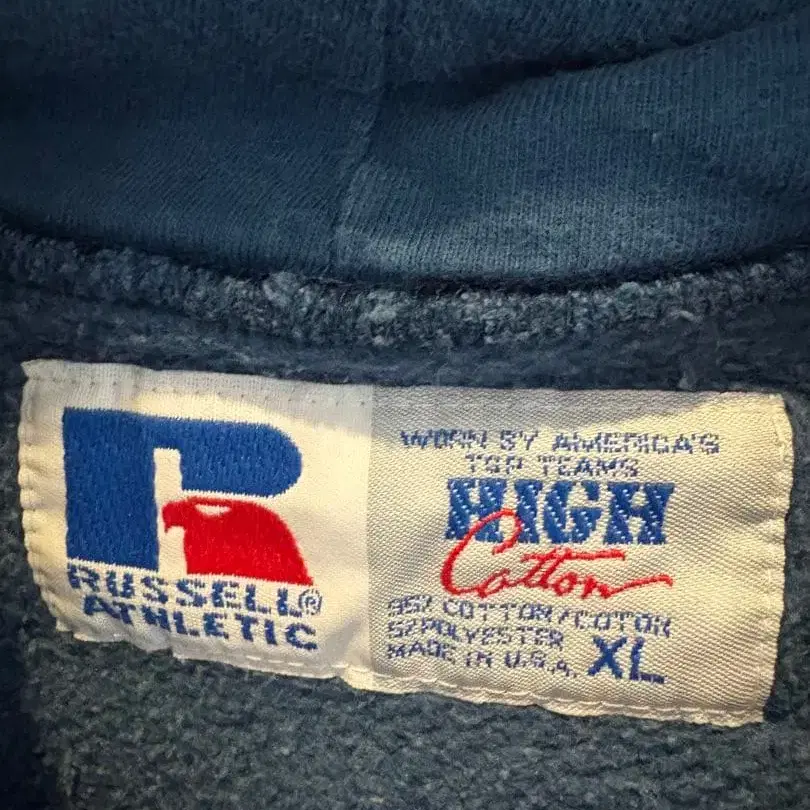 RUSSELL®
ATHLETIC
WORN BY AMERICA'S
TOP TEAMS
HIGH
Cotton
95% COTTON/COTON
5% POLYESTER
MADE IN U.S.A. XL